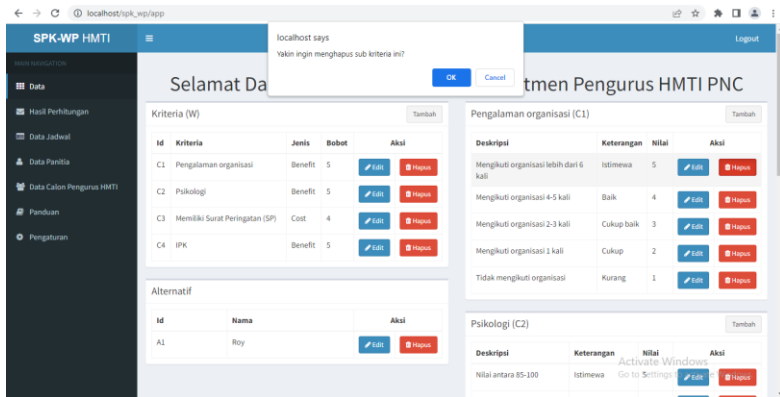 localhost/spk_wp/app
SPK-WP HMTI
Logout
localhost says
Yakin ingin menghapus sub kriteria ini?
OK Cancel
MAIN NAVIGATION
Data
Hasil Perhitungan
Data Jadwal
Data Panitia
Data Calon Pengurus HMTI
Panduan
Pengaturan
Selamat Da
tmen Pengurus HMTI PNC
Kriteria (W) Tambah
Id Kriteria Jenis Bobot Aksi
C1 Pengalaman organisasi Benefit 5 Edit Hapus
C2 Psikologi Benefit 5 Edit Hapus
C3 Memiliki Surat Peringatan (SP) Cost 4 Edit Hapus
C4 IPK Benefit 5 Edit Hapus
Alternatif
Id Nama Aksi
A1 Roy Edit Hapus
Pengalaman organisasi (C1) Tambah
Deskripsi Keterangan Nilai Aksi
Mengikuti organisasi lebih dari 6 Istimewa 5 Edit Hapus
kali
Mengikuti organisasi 4-5 kali Baik 4 Edit Hapus
Mengikuti organisasi 2-3 kali Cukup baik 3 Edit Hapus
Mengikuti organisasi 1 kali Cukup 2 Edit Hapus
Tidak mengikuti organisasi Kurang 1 Edit Hapus
Psikologi (C2) Tambah
Deskripsi Keterangan Nilai Aksi
Nilai antara 85-100 Istimewa 5 Edit Hapus
Activate Windows
Go to Settings